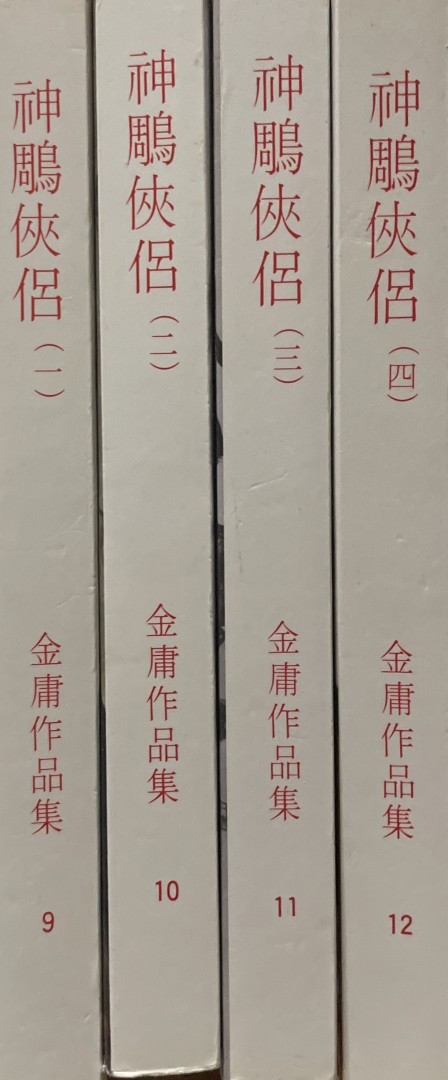 神鵰俠侶
（一）
金庸作品集
9
神鵰俠侶
（二）
金庸作品集
10
神鵰俠侶
（三）
金庸作品集
11
神鵰俠侶
（四）
金庸作品集
12